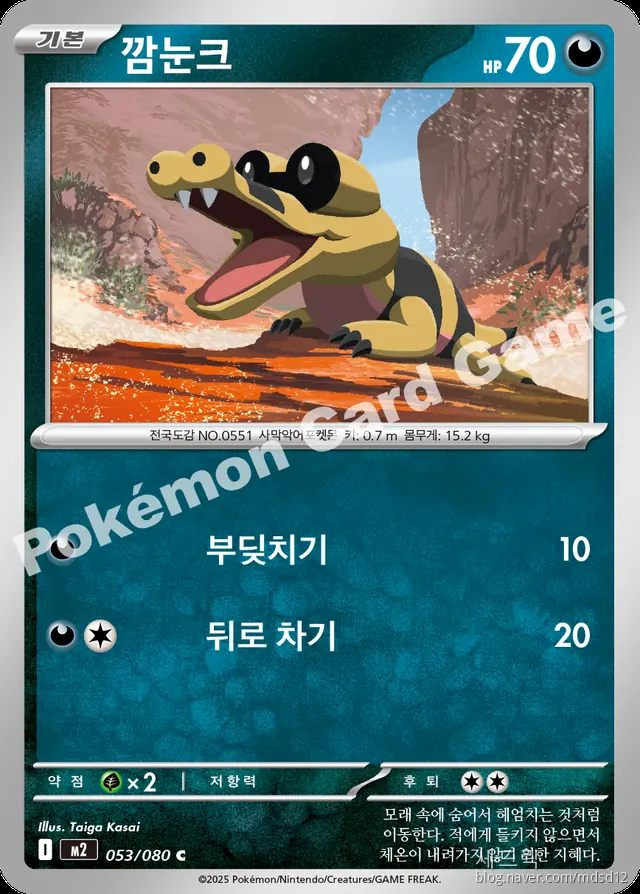 기본
깜눈크
HP 70
전국도감 NO.0551 사막악어포켓몬 키: 0.7 m 몸무게: 15.2 kg
Pokémon Card Game
부딪치기 10
뒤로 차기 20
약점 ×2 저항력 후퇴
모래 속에 숨어서 헤엄치는 것처럼
이동한다. 적에게 들키지 않으면서
체온이 내려가지 않기 위한 지혜다.
Illus. Taiga Kasai
I m2 053/080 C
©2025 Pokémon/Nintendo/Creatures/GAME FREAK.
blog.naver.com/mdsd12